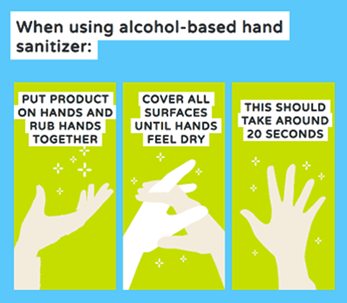 When using alcohol-based hand
sanitizer:
PUT PRODUCT
ON HANDS AND
RUB HANDS
TOGETHER
COVER ALL
SURFACES
UNTIL HANDS
FEEL DRY
THIS SHOULD
TAKE AROUND
20 SECONDS